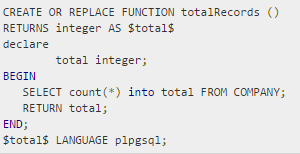 CREATE OR REPLACE FUNCTION totalRecords ()
RETURNS integer AS $total$
declare
        total integer;
BEGIN
   SELECT count(*) into total FROM COMPANY;
   RETURN total;
END;
$total$ LANGUAGE plpgsql;